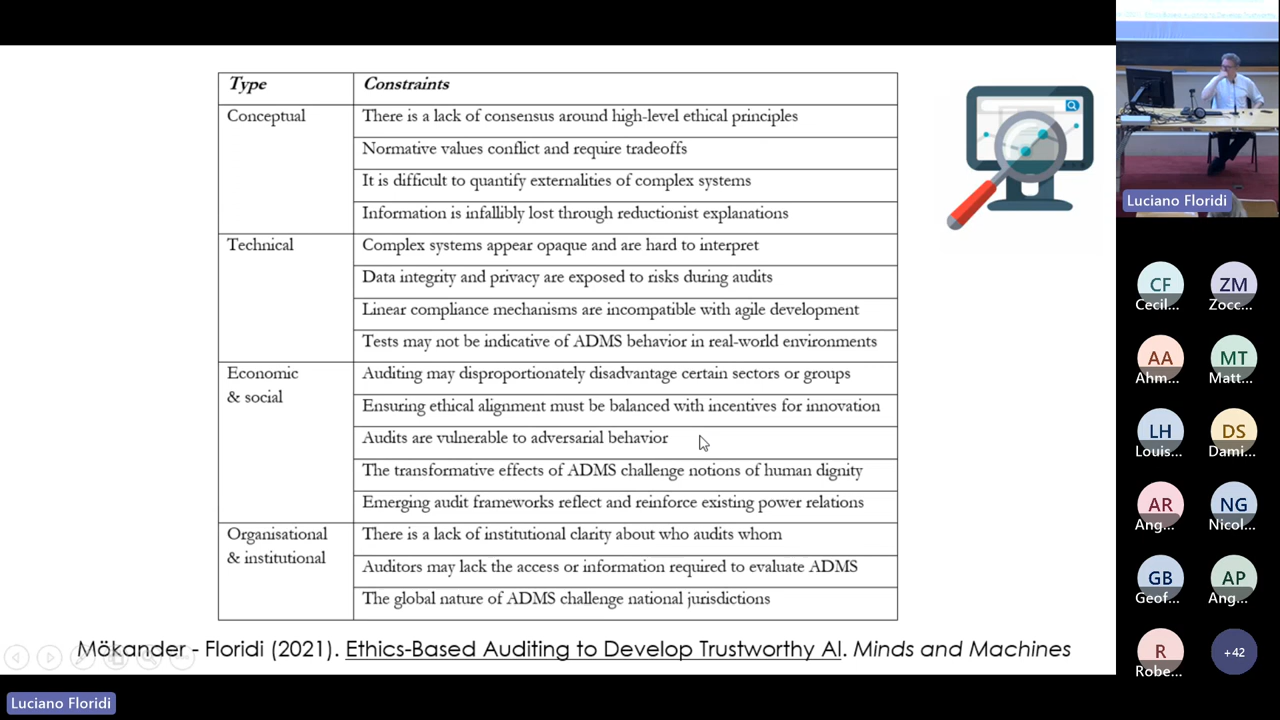 Type Constraints
Conceptual There is a lack of consensus around high-level ethical principles
Normative values conflict and require tradeoffs
It is difficult to quantify externalities of complex systems
Information is infallibly lost through reductionist explanations
Technical Complex systems appear opaque and are hard to interpret
Data integrity and privacy are exposed to risks during audits
Linear compliance mechanisms are incompatible with agile development
Tests may not be indicative of ADMS behavior in real-world environments
Economic
& social
Auditing may disproportionately disadvantage certain sectors or groups
Ensuring ethical alignment must be balanced with incentives for innovation
Audits are vulnerable to adversarial behavior
The transformative effects of ADMS challenge notions of human dignity
Emerging audit frameworks reflect and reinforce existing power relations
Organisational
& institutional
There is a lack of institutional clarity about who audits whom
Auditors may lack the access or information required to evaluate ADMS
The global nature of ADMS challenge national jurisdictions
Mökander - Floridi (2021). Ethics-Based Auditing to Develop Trustworthy AI. Minds and Machines
Luciano Floridi
Luciano Floridi
CF ZM
Cecil... Zocc...
AA MT
Ahm... Matt...
LH DS
Louis... Dami...
AR NG
Ang... Nicol...
GB AP
Geof... Ang...
R +42
Robe...